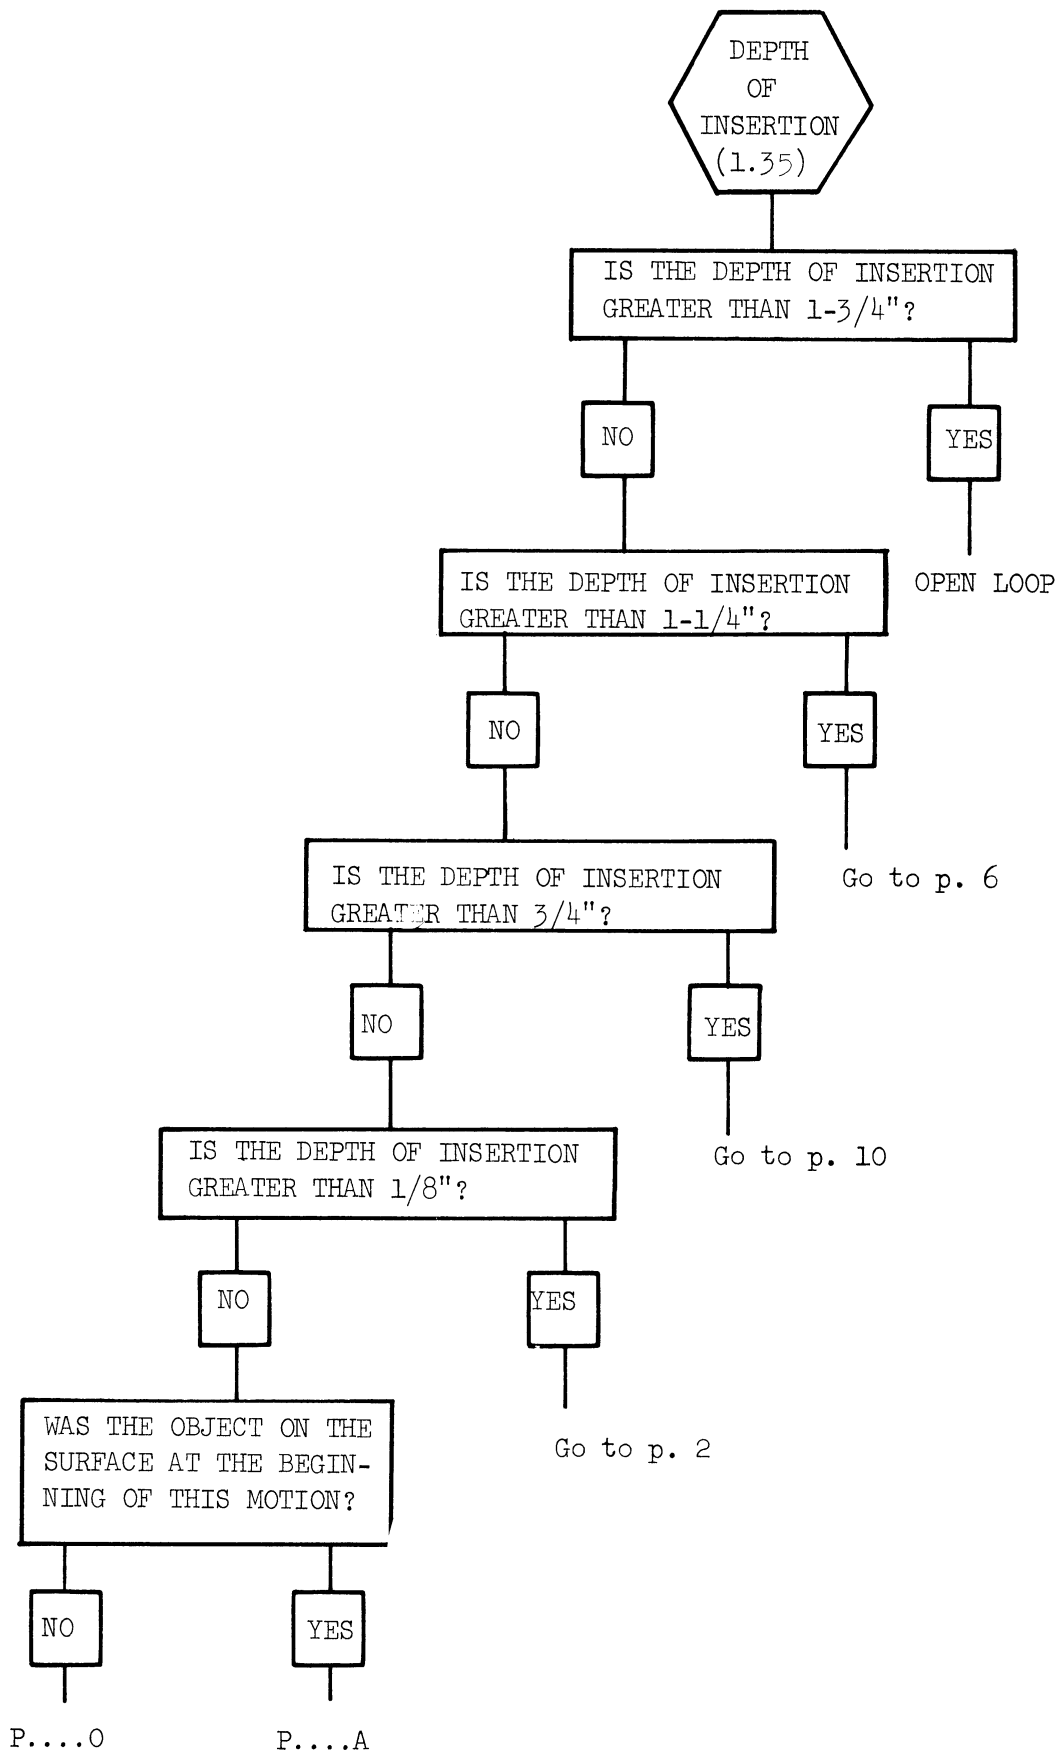 DEPTH
OF
INSERTION
(1.35)
IS THE DEPTH OF INSERTION
GREATER THAN 1-3/4"?
NO
YES
OPEN LOOP
IS THE DEPTH OF INSERTION
GREATER THAN 1-1/4"?
NO
YES
Go to p. 6
IS THE DEPTH OF INSERTION
GREATER THAN 3/4"?
NO
YES
Go to p. 10
IS THE DEPTH OF INSERTION
GREATER THAN 1/8"?
NO
YES
Go to p. 2
WAS THE OBJECT ON THE
SURFACE AT THE BEGIN-
NING OF THIS MOTION?
NO
YES
P....O
P....A